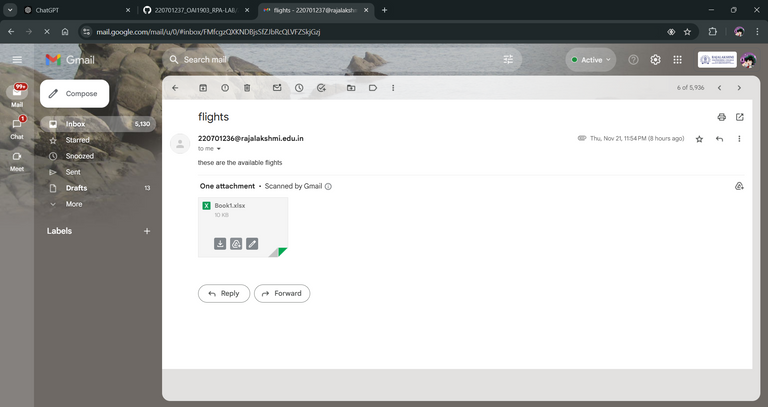 ChatGPT
220701237_OAI1903_RPA-LAB
flights - 220701236@rajalakshm
mail.google.com/mail/u/0/#inbox/FMfcgzQXKNDBjsSfZJbRcQLVFZSkjGzj
99+
Mail
1
Chat
Meet
Gmail
Search mail
Active
Compose
Inbox 5,130
Starred
Snoozed
Sent
Drafts 13
More
Labels
6 of 5,936
flights
220701236@rajalakshmi.edu.in
Thu, Nov 21, 11:54 PM (8 hours ago)
to me
these are the available flights
One attachment • Scanned by Gmail
X Book1.xlsx
10 KB
Reply Forward